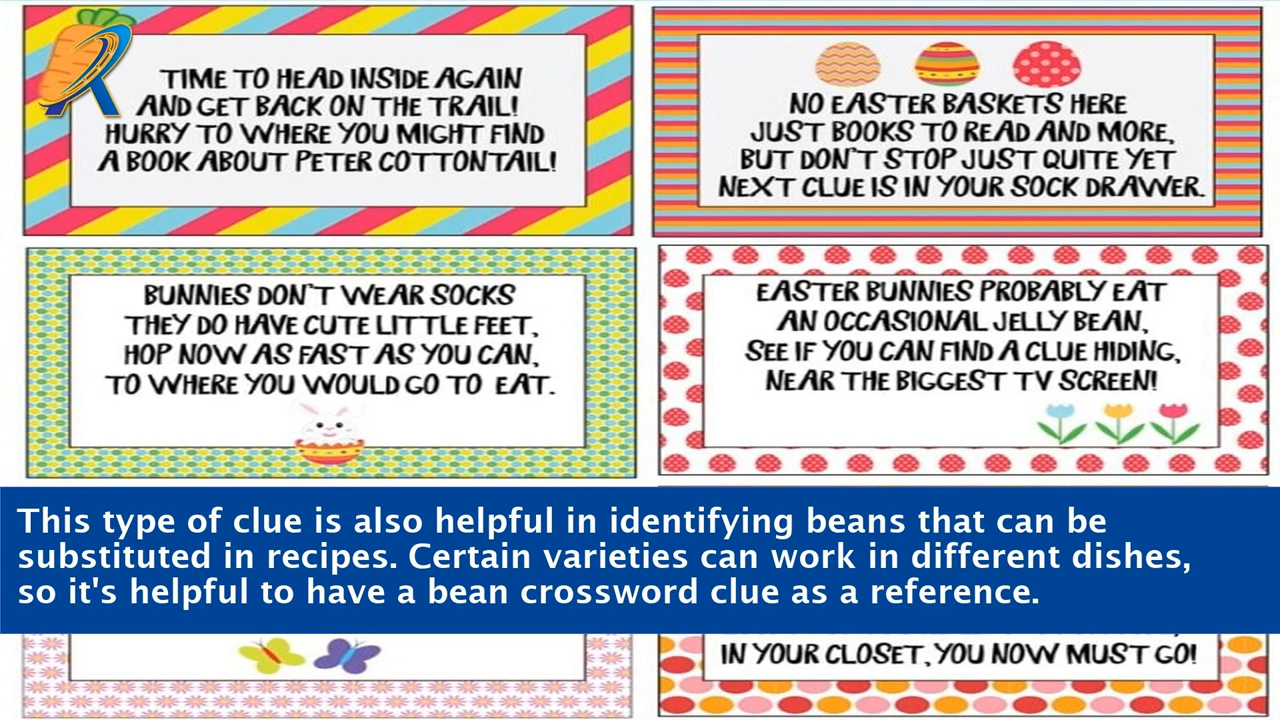 TIME TO HEAD INSIDE AGAIN
AND GET BACK ON THE TRAIL!
HURRY TO WHERE YOU MIGHT FIND
A BOOK ABOUT PETER COTTONTAIL!
NO EASTER BASKETS HERE
JUST BOOKS TO READ AND MORE,
BUT DON'T STOP JUST QUITE YET
NEXT CLUE IS IN YOUR SOCK DRAWER.
BUNNIES DON'T WEAR SOCKS
THEY DO HAVE CUTE LITTLE FEET,
HOP NOW AS FAST AS YOU CAN,
TO WHERE YOU WOULD GO TO EAT.
EASTER BUNNIES PROBABLY EAT
AN OCCASIONAL JELLY BEAN,
SEE IF YOU CAN FIND A CLUE HIDING,
NEAR THE BIGGEST TV SCREEN!
This type of clue is also helpful in identifying beans that can be
substituted in recipes. Certain varieties can work in different dishes,
so it's helpful to have a bean crossword clue as a reference.
IN YOUR CLOSET, YOU NOW MUST GO!